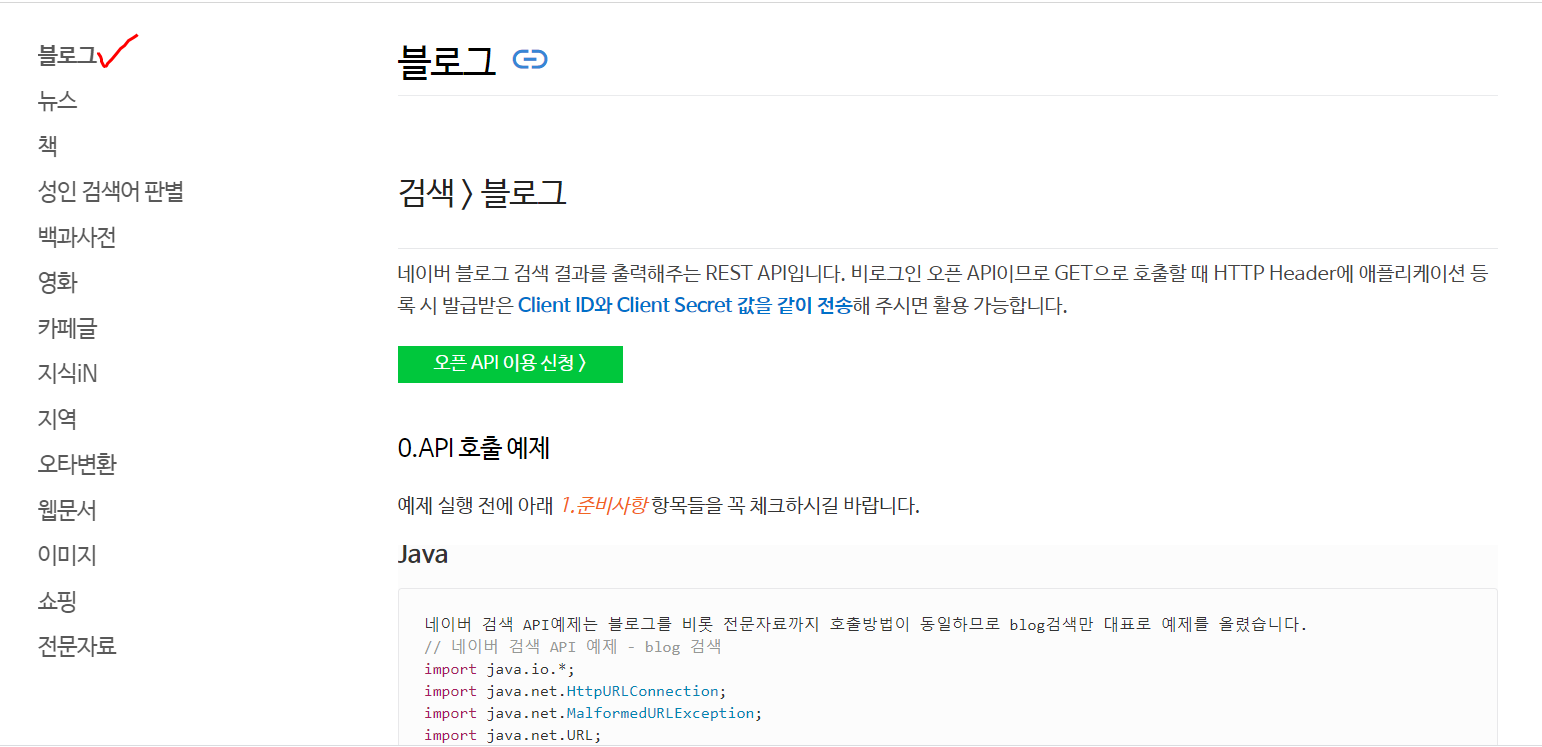 블로그
뉴스
책
성인 검색어 판별
백과사전
영화
카페글
지식iN
지역
오타변환
웹문서
이미지
쇼핑
전문자료
블로그
검색 > 블로그
네이버 블로그 검색 결과를 출력해주는 REST API입니다. 비로그인 오픈 API이므로 GET으로 호출할 때 HTTP Header에 애플리케이션 등
록 시 발급받은 Client ID와 Client Secret 값을 같이 전송해 주시면 활용 가능합니다.
오픈 API 이용 신청 >
0.API 호출 예제
예제 실행 전에 아래 1.준비사항 항목들을 꼭 체크하시길 바랍니다.
Java
네이버 검색 API예제는 블로그를 비롯 전문자료까지 호출방법이 동일하므로 blog검색만 대표로 예제를 올렸습니다.
// 네이버 검색 API 예제 - blog 검색
import java.io.*;
import java.net.HttpURLConnection;
import java.net.MalformedURLException;
import java.net.URL;